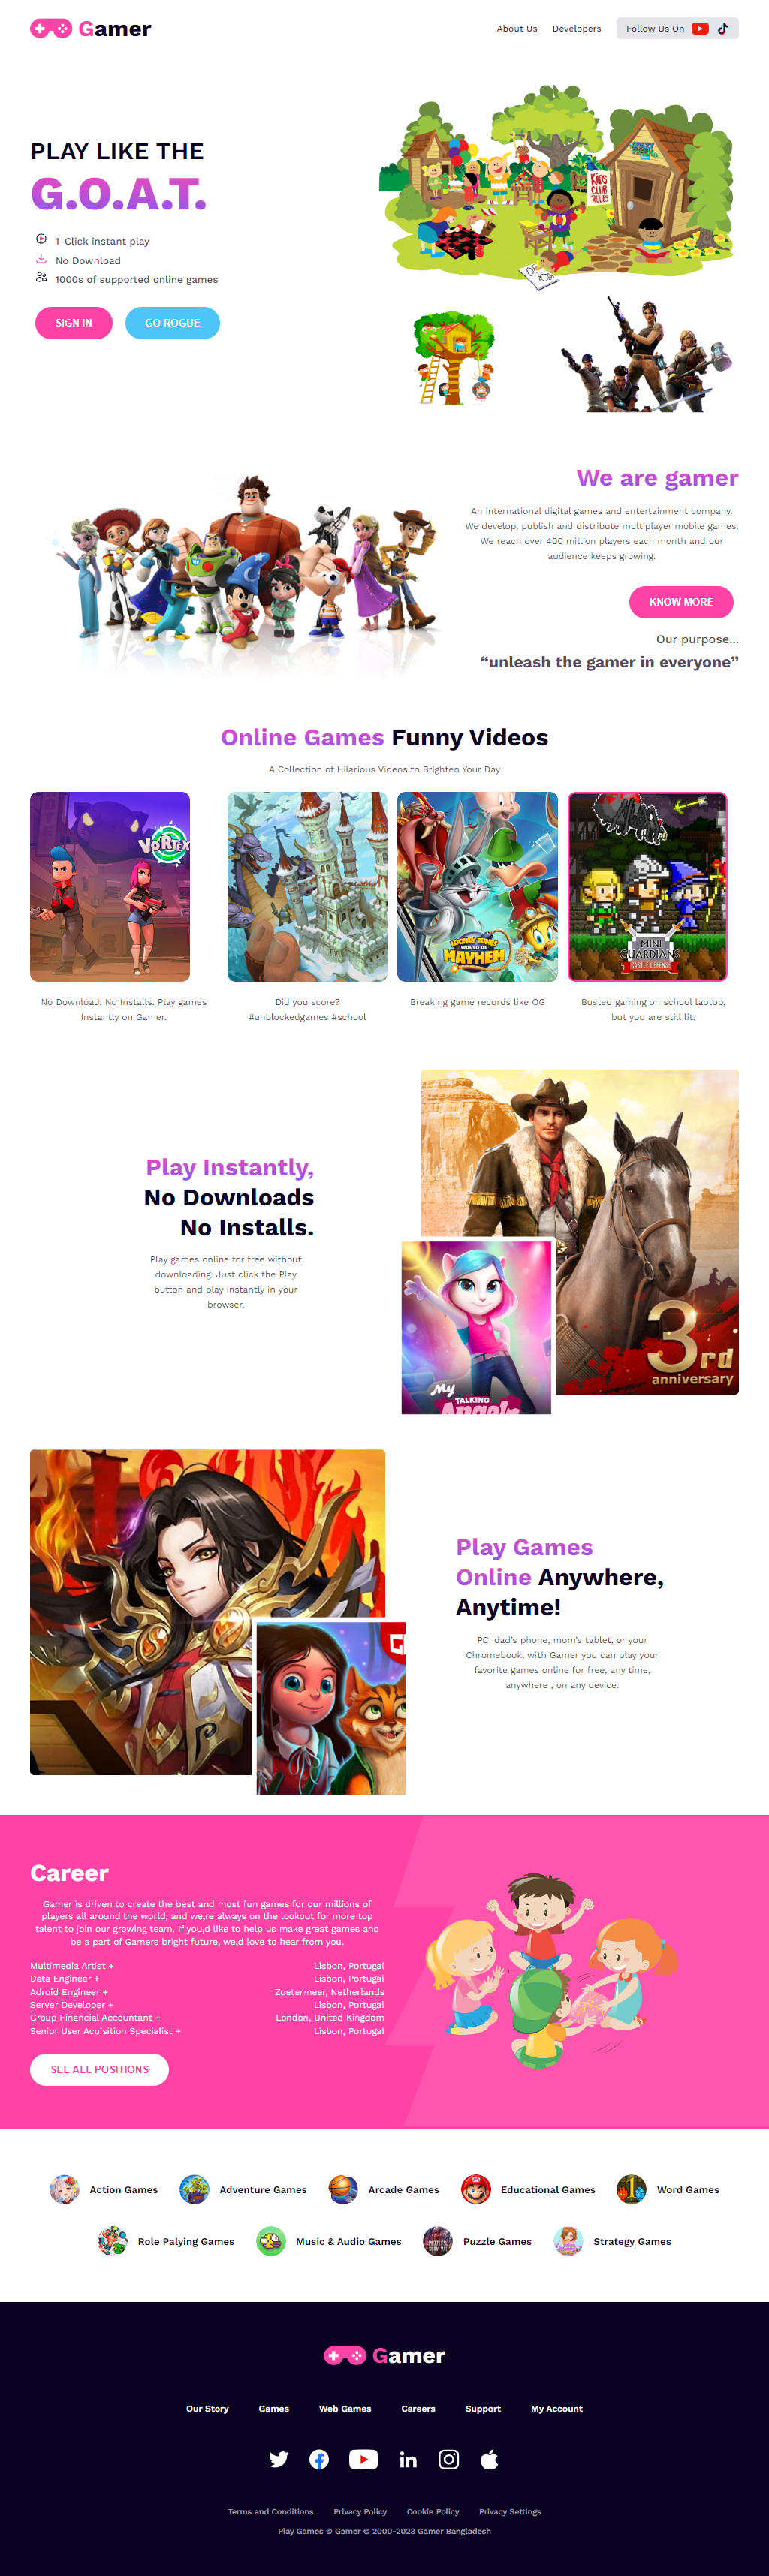 Gamer
About Us Developers Follow Us On
PLAY LIKE THE
G.O.A.T.
1-Click instant play
No Download
1000s of supported online games
SIGN IN GO ROGUE
KIDS
CLUB
RULES
We are gamer
An international digital games and entertainment company.
We develop, publish and distribute multiplayer mobile games.
We reach over 400 million players each month and our
audience keeps growing.
KNOW MORE
Our purpose...
“unleash the gamer in everyone”
Online Games Funny Videos
A Collection of Hilarious Videos to Brighten Your Day
VORTEX
LOONEY TUNES
WORLD OF
MAYHEM
MINI
GUARDIANS
CASTLE DEFENSE
No Download. No Installs. Play games
Instantly on Gamer.
Did you score?
#unblockedgames #school
Breaking game records like OG
Busted gaming on school laptop,
but you are still lit.
Play Instantly,
No Downloads
No Installs.
Play games online for free without
downloading. Just click the Play
button and play instantly in your
browser.
3rd
anniversary
My
TALKING
Angela
Play Games
Online Anywhere,
Anytime!
PC. dad’s phone, mom’s tablet, or your
Chromebook, with Gamer you can play your
favorite games online for free, any time,
anywhere , on any device.
Career
Gamer is driven to create the best and most fun games for our millions of
players all around the world, and we,re always on the lookout for more top
talent to join our growing team. If you,d like to help us make great games and
be a part of Gamers bright future, we,d love to hear from you.
Multimedia Artist + Lisbon, Portugal
Data Engineer + Lisbon, Portugal
Adroid Engineer + Zoetermeer, Netherlands
Server Developer + Lisbon, Portugal
Group Financial Accountant + London, United Kingdom
Senior User Acuisition Specialist + Lisbon, Portugal
SEE ALL POSITIONS
Action Games Adventure Games Arcade Games Educational Games Word Games
Role Palying Games Music & Audio Games Puzzle Games Strategy Games
Gamer
Our Story Games Web Games Careers Support My Account
Terms and Conditions Privacy Policy Cookie Policy Privacy Settings
Play Games © Gamer © 2000-2023 Gamer Bangladesh